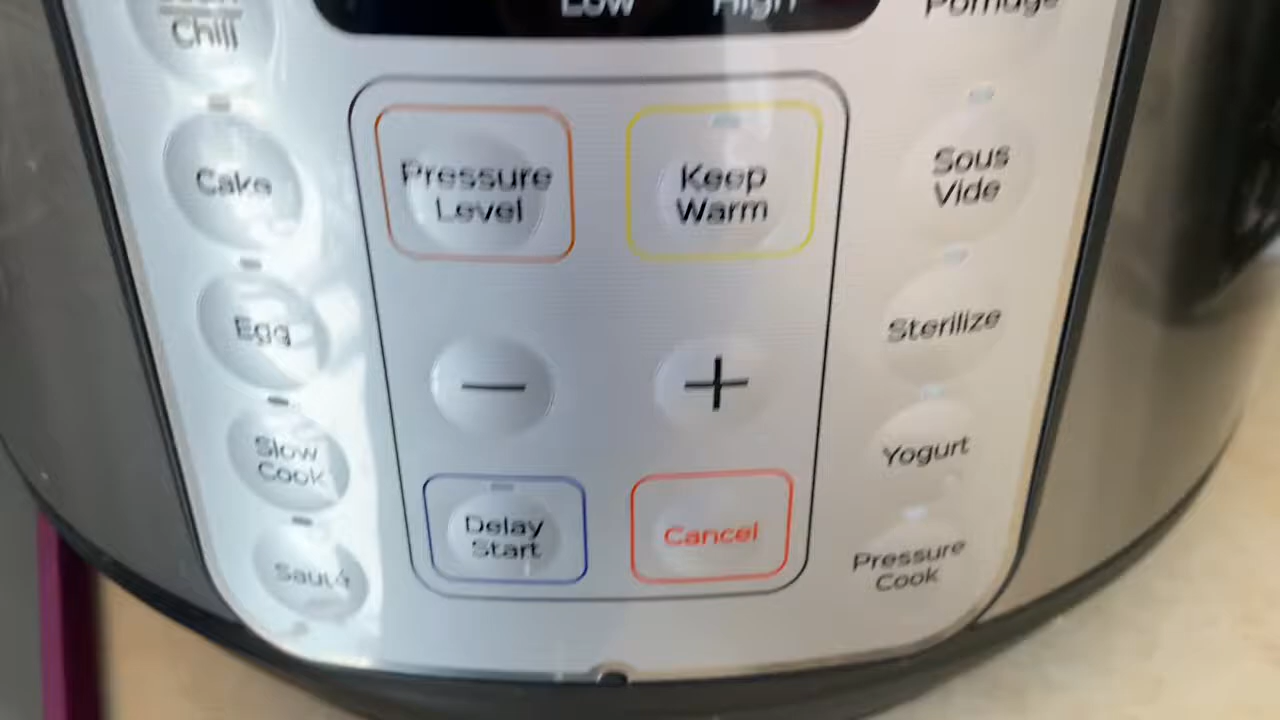 Low High
Porridge
Chili
Cake
Pressure
Level
Keep
Warm
Sous
Vide
Egg
Sterilize
−
+
Slow
Cook
Yogurt
Delay
Start
Cancel
Sauté
Pressure
Cook